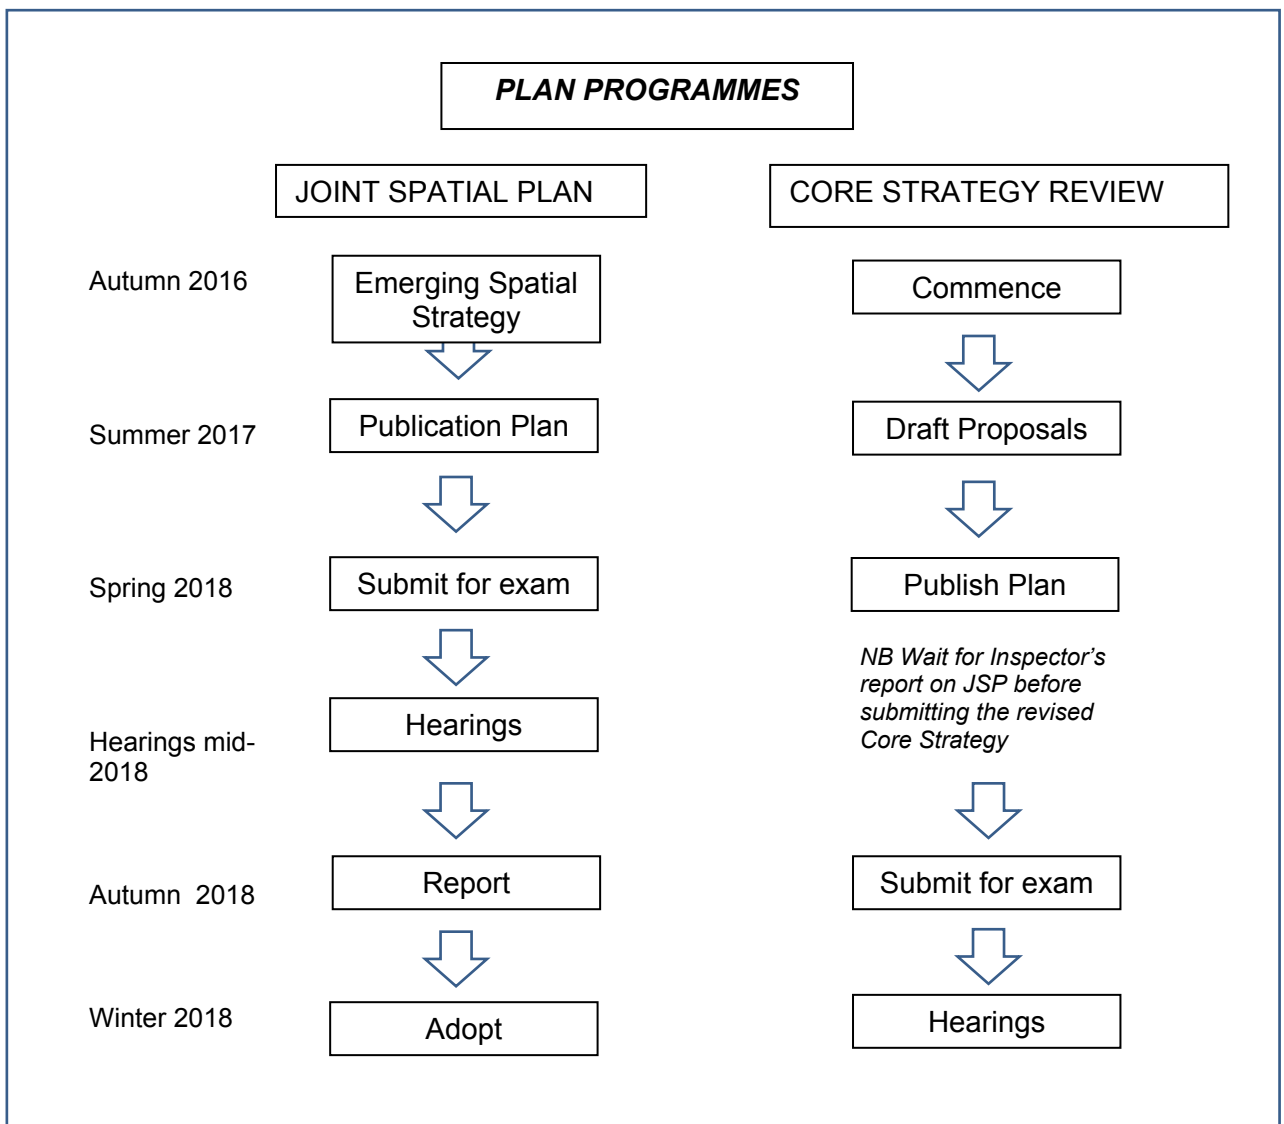 PLAN PROGRAMMES
JOINT SPATIAL PLAN
CORE STRATEGY REVIEW
Autumn 2016
Emerging Spatial
Strategy
Commence
Summer 2017
Publication Plan
Draft Proposals
Spring 2018
Submit for exam
Publish Plan
NB Wait for Inspector’s
report on JSP before
submitting the revised
Core Strategy
Hearings mid-
2018
Hearings
Autumn  2018
Report
Submit for exam
Winter 2018
Adopt
Hearings